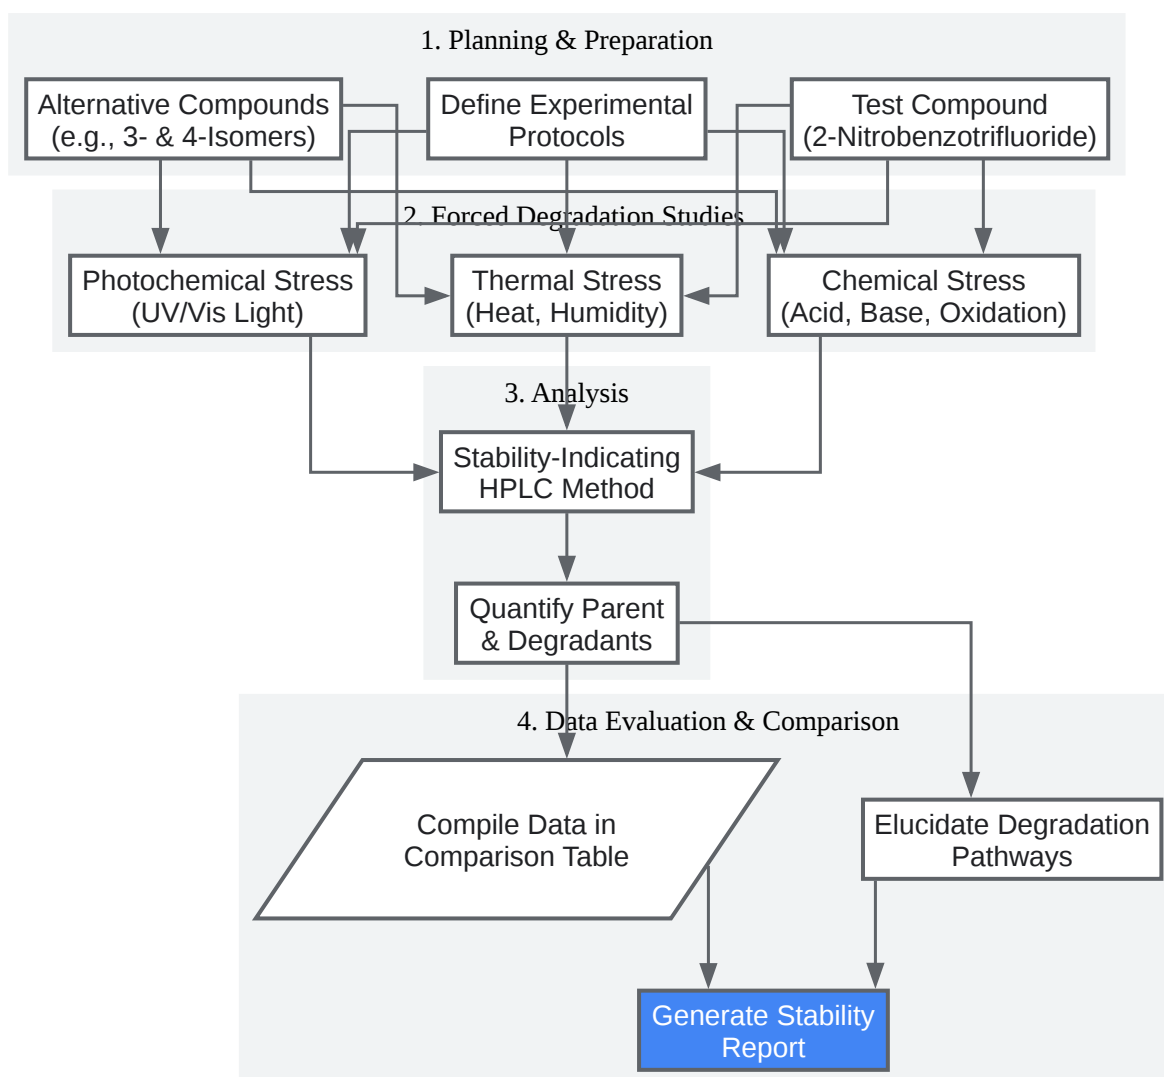 1. Planning & Preparation
Alternative Compounds
(e.g., 3- & 4-Isomers)
Define Experimental
Protocols
Test Compound
(2-Nitrobenzotrifluoride)
2. Forced Degradation Studies
Photochemical Stress
(UV/Vis Light)
Thermal Stress
(Heat, Humidity)
Chemical Stress
(Acid, Base, Oxidation)
3. Analysis
Stability-Indicating
HPLC Method
Quantify Parent
& Degradants
4. Data Evaluation & Comparison
Compile Data in
Comparison Table
Elucidate Degradation
Pathways
Generate Stability
Report